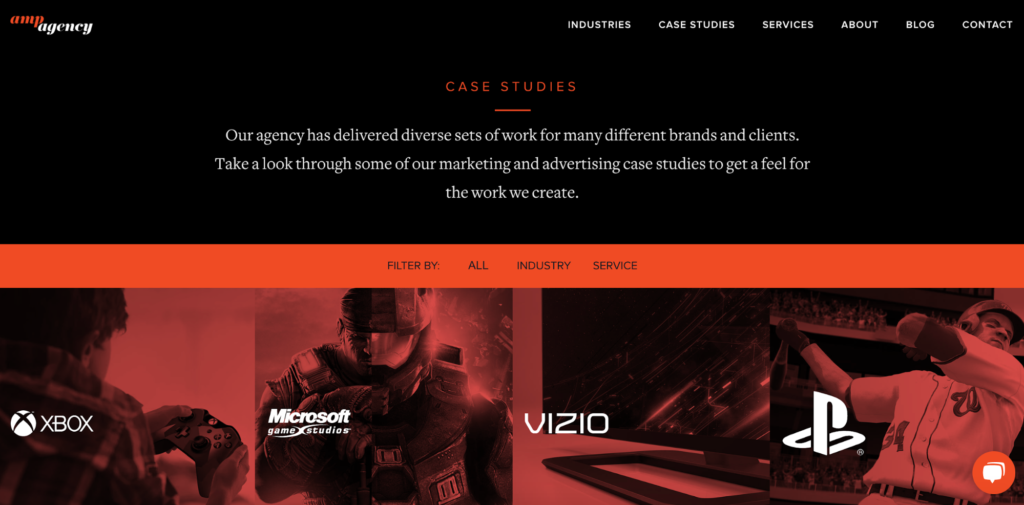 amp
agency
INDUSTRIES CASE STUDIES SERVICES ABOUT BLOG CONTACT
CASE STUDIES
Our agency has delivered diverse sets of work for many different brands and clients.
Take a look through some of our marketing and advertising case studies to get a feel for
the work we create.
FILTER BY: ALL INDUSTRY SERVICE
XBOX
Microsoft
game studios
VIZIO
34
®